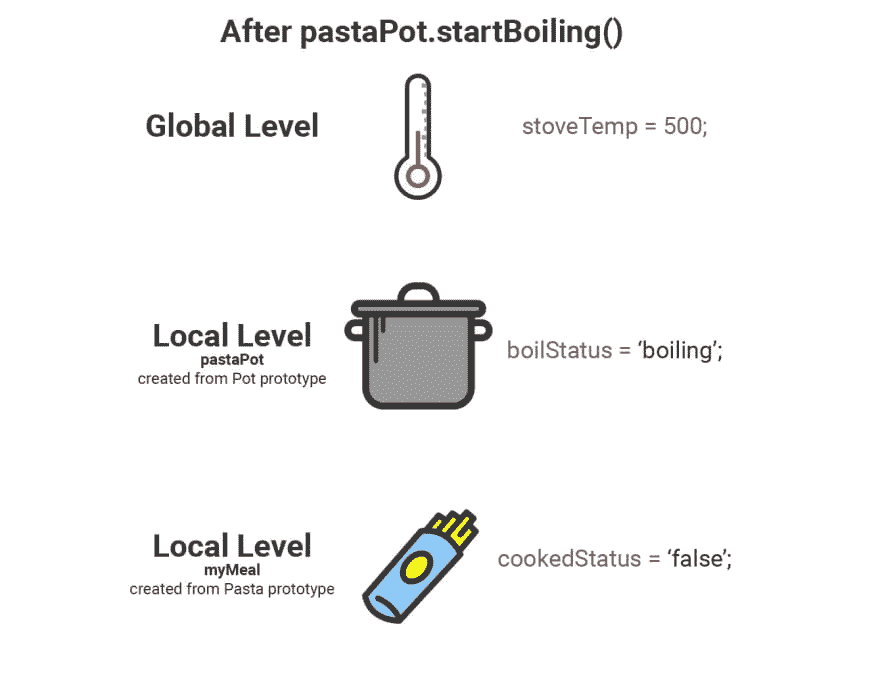 After pastaPot.startBoiling()
Global Level
stoveTemp = 500;
Local Level
pastaPot
created from Pot prototype
boilStatus = ‘boiling’;
Local Level
myMeal
created from Pasta prototype
cookedStatus = ‘false’;